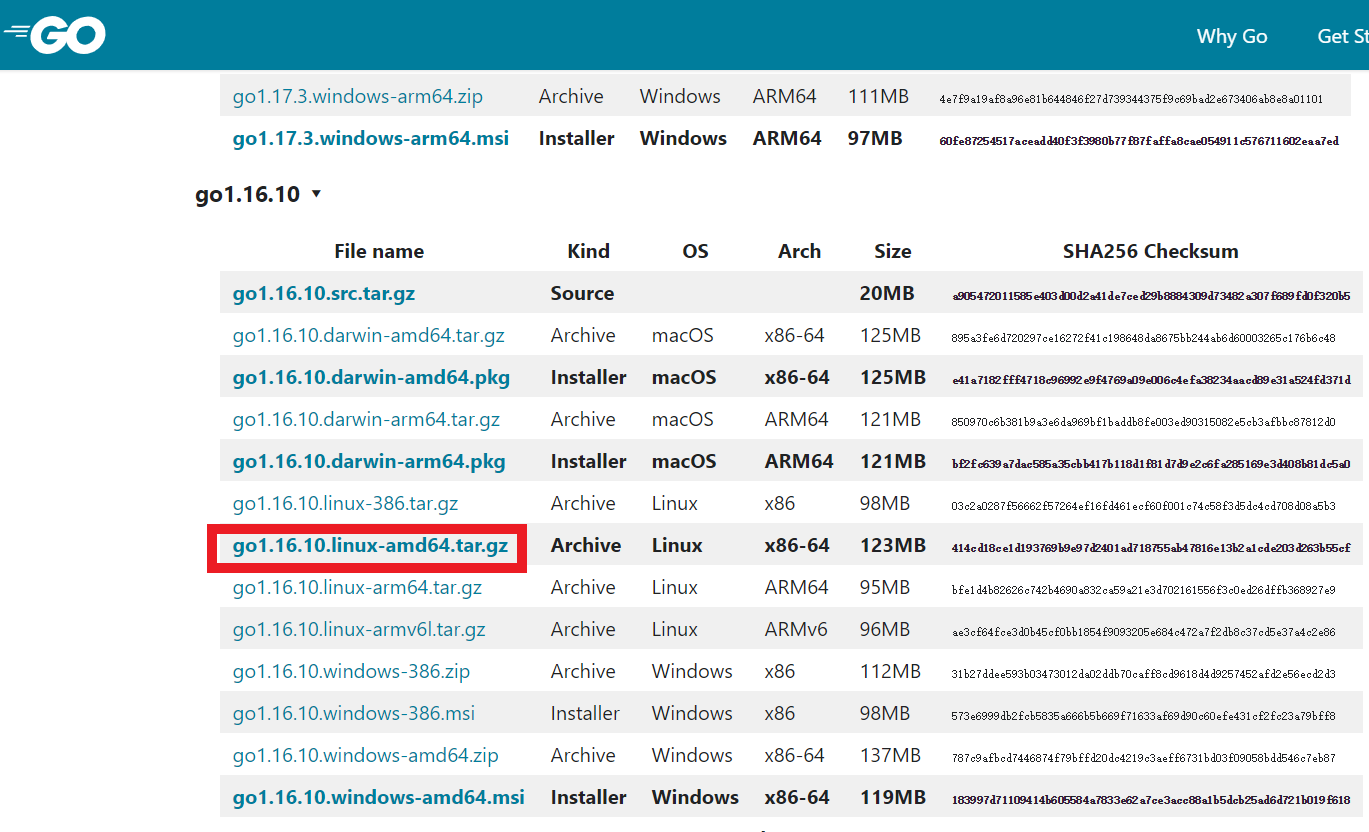 GO Why Go Get St
go1.17.3.windows-arm64.zip Archive Windows ARM64 111MB 4e7f9a19af8a96e81b644846f27d739344375f9c69bad2e673406ab8e8a01101
go1.17.3.windows-arm64.msi Installer Windows ARM64 97MB 60fe87254517aceadd40f3f3980b77f87faffa8cae054911c576711602eaa7ed
go1.16.10 ▾
File name Kind OS Arch Size SHA256 Checksum
go1.16.10.src.tar.gz Source 20MB a905472011585e403d00d2a41de7ced29b8884309d73482a307f689fd0f320b5
go1.16.10.darwin-amd64.tar.gz Archive macOS x86-64 125MB 895a3fe6d720297ce16272f41c198648da8675bb244ab6d60003265c176b6c48
go1.16.10.darwin-amd64.pkg Installer macOS x86-64 125MB e41a7182fff4718c96992e9f4769a09e006c4efa38234aacd89e31a524fd371d
go1.16.10.darwin-arm64.tar.gz Archive macOS ARM64 121MB 850970c6b381b9a3e6da969bf1baddb8fe003ed90315082e5cb3afbbc87812d0
go1.16.10.darwin-arm64.pkg Installer macOS ARM64 121MB bf2fc639a7dac585a35cbb417b118d1f81d7d9e2c6fa285169e3d408b81dc5a0
go1.16.10.linux-386.tar.gz Archive Linux x86 98MB 03c2a0287f56662f57264ef16fd461ecf60f001c74c58f3d5dc4cd708d08a5b3
go1.16.10.linux-amd64.tar.gz Archive Linux x86-64 123MB 414cd18ce1d193769b9e97d2401ad718755ab47816e13b2a1cde203d263b55cf
go1.16.10.linux-arm64.tar.gz Archive Linux ARM64 95MB bfe1d4b82626c742b4690a832ca59a21e3d702161556f3c0ed26dffb368927e9
go1.16.10.linux-armv6l.tar.gz Archive Linux ARMv6 96MB ae3cf64fce3d0b45cf0bb1854f9093205e684c472a7f2db8c37cd5e37a4c2e86
go1.16.10.windows-386.zip Archive Windows x86 112MB 31b27ddee593b03473012da02ddb70caff8cd9618d4d9257452afd2e56ecd2d3
go1.16.10.windows-386.msi Installer Windows x86 98MB 573e6999db2fcb5835a666b5b669f71633af69d90c60efe431cf2fc23a79bff8
go1.16.10.windows-amd64.zip Archive Windows x86-64 137MB 787c9afbcd7446874f79bffd20dc4219c3aeff6731bd03f09058bdd546c7eb87
go1.16.10.windows-amd64.msi Installer Windows x86-64 119MB 183997d71109414b605584a7833e62a7ce3acc88a1b5dcb25ad6d721b019f618